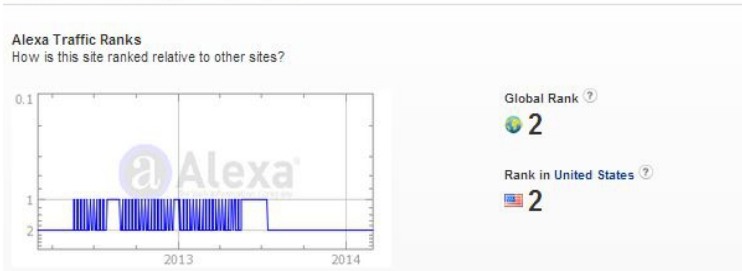 Alexa Traffic Ranks
How is this site ranked relative to other sites?
0.1
1
2
2013
2014
a Alexa
Global Rank ?
2
Rank in United States ?
2